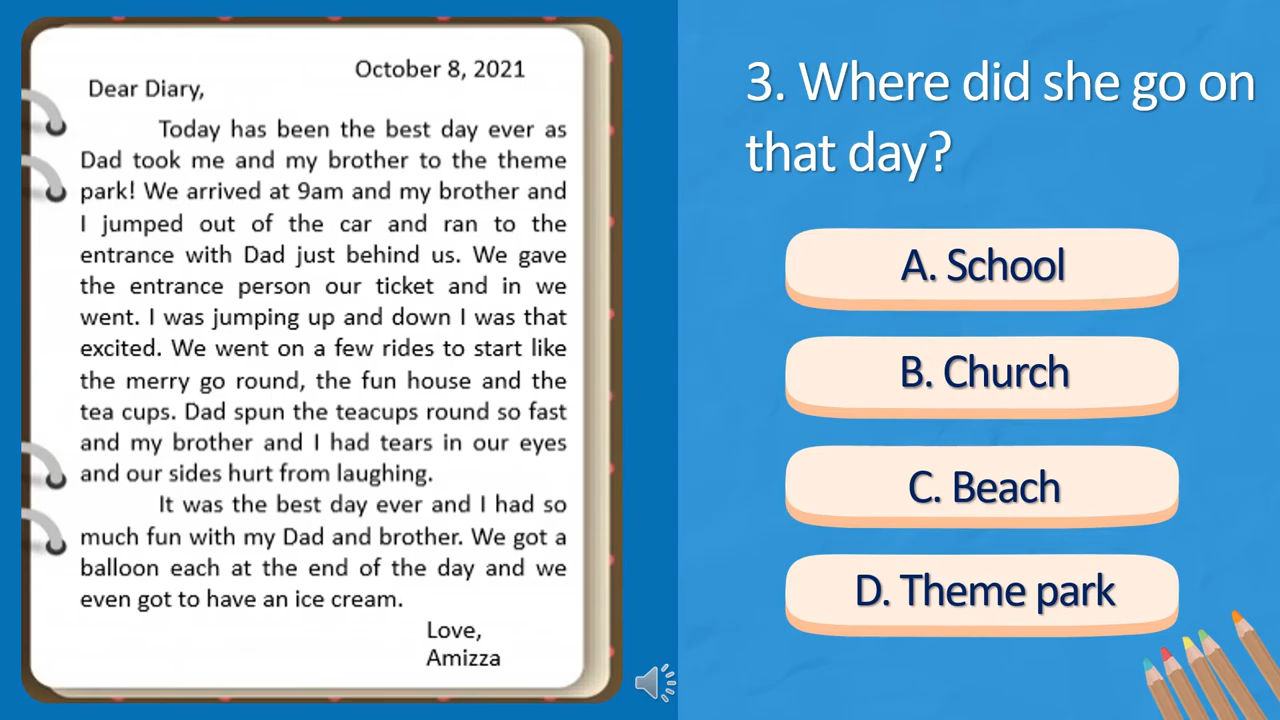 October 8, 2021
Dear Diary,
Today has been the best day ever as
Dad took me and my brother to the theme
park! We arrived at 9am and my brother and
I jumped out of the car and ran to the
entrance with Dad just behind us. We gave
the entrance person our ticket and in we
went. I was jumping up and down I was that
excited. We went on a few rides to start like
the merry go round, the fun house and the
tea cups. Dad spun the teacups round so fast
and my brother and I had tears in our eyes
and our sides hurt from laughing.
It was the best day ever and I had so
much fun with my Dad and brother. We got a
balloon each at the end of the day and we
even got to have an ice cream.
Love,
Amizza
3. Where did she go on
that day?
A. School
B. Church
C. Beach
D. Theme park